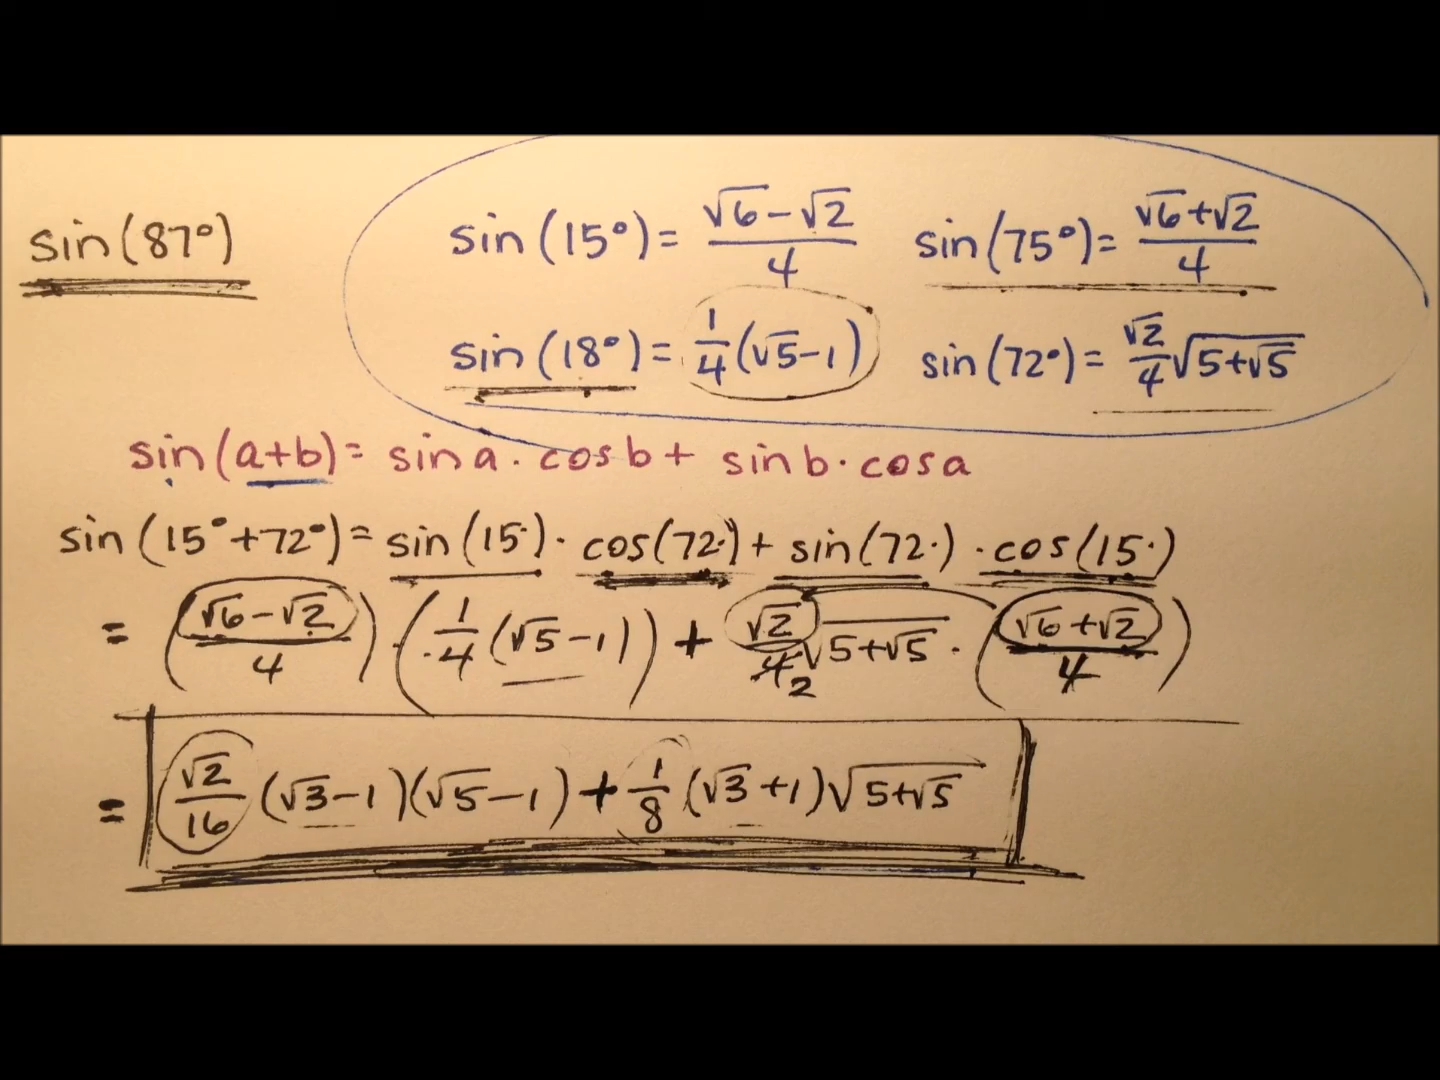 sin(87°)
sin(15°) = (√6 − √2)/4 sin(75°) = (√6 + √2)/4
sin(18°) = 1/4(√5 − 1) sin(72°) = √2/4 √(5+√5)
sin(a+b) = sin a · cos b + sin b · cos a
sin(15° + 72°) = sin(15°) · cos(72°) + sin(72°) · cos(15°)
= ((√6 − √2)/4) · (1/4(√5 − 1)) + √2/4 2 √(5+√5) · ((√6 + √2)/4)
= √2/16 (√3 − 1)(√5 − 1) + 1/8 (√3 + 1)√(5+√5)